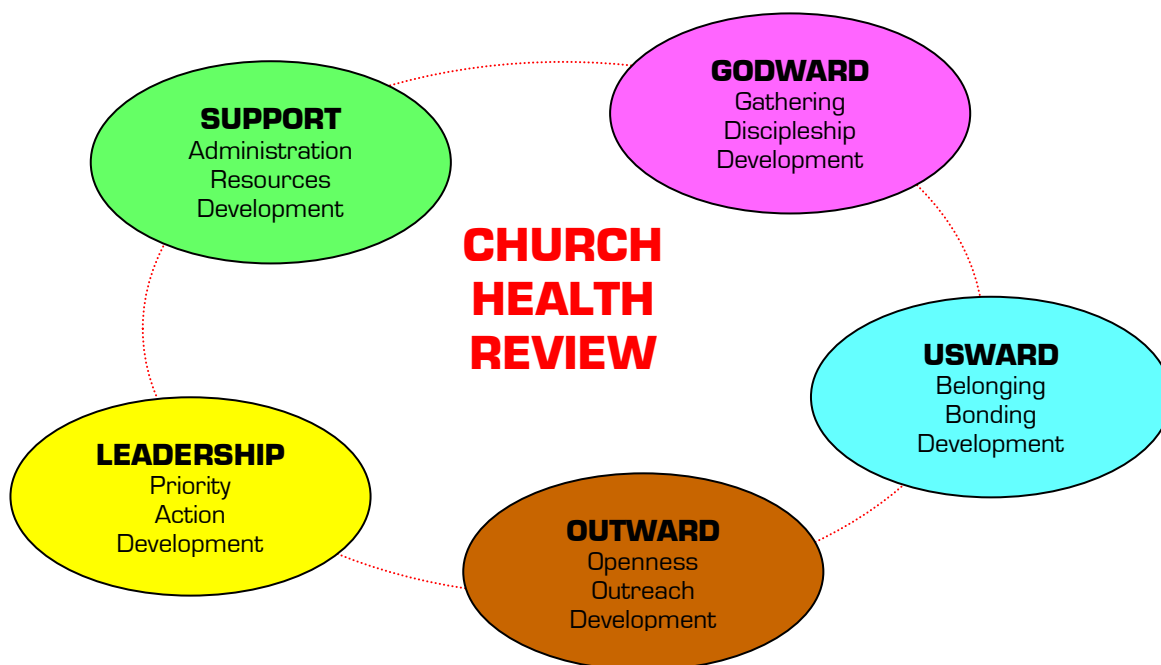 GODWARD
Gathering
Discipleship
Development
SUPPORT
Administration
Resources
Development
CHURCH
HEALTH
REVIEW
USWARD
Belonging
Bonding
Development
LEADERSHIP
Priority
Action
Development
OUTWARD
Openness
Outreach
Development